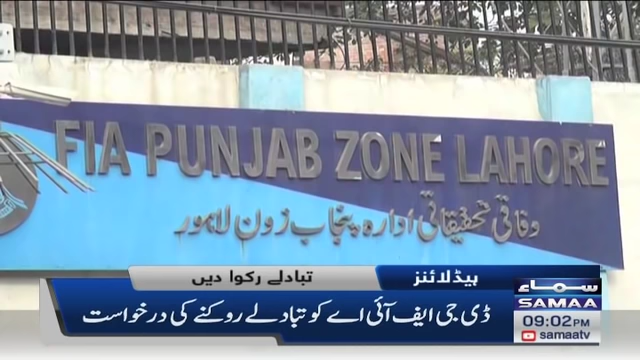 FIA PUNJAB ZONE LAHORE
وفاقی تحقیقاتی ادارہ پنجاب زون لاہور
ہیڈلائنز
تبادلے رکوا دیں
ڈی جی ایف آئی اے کو تبادلے روکنے کی درخواست
سماء
SAMAA
09:02PM
samaatv